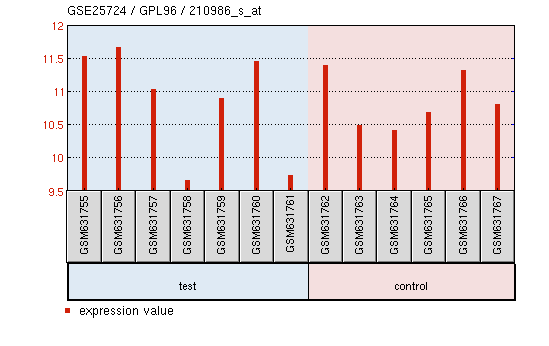 GSE25724 / GPL96 / 210986_s_at
12
11.5
11
10.5
10
9.5
GSM631755
GSM631756
GSM631757
GSM631758
GSM631759
GSM631760
GSM631761
GSM631762
GSM631763
GSM631764
GSM631765
GSM631766
GSM631767
test
control
expression value